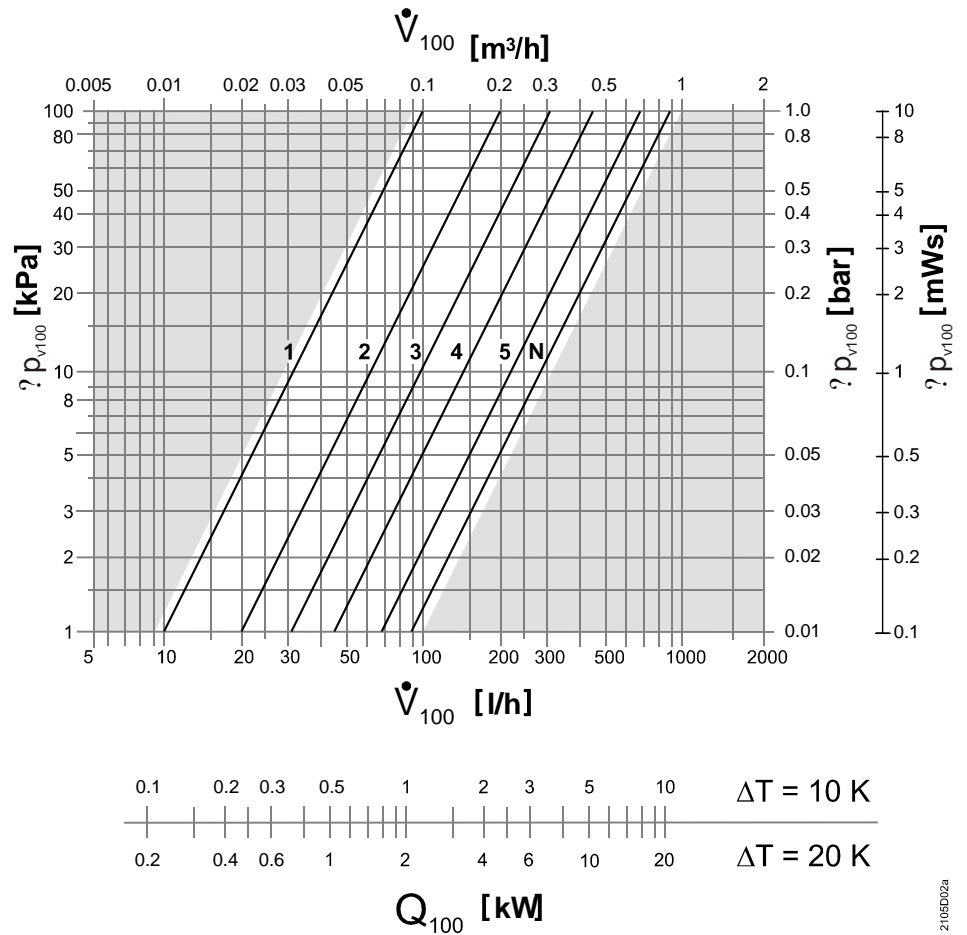 V̇100 [m³/h]
0.005 0.01 0.02 0.03 0.05 0.1 0.2 0.3 0.5 1 2
100 1.0 10
80 0.8 8
50 0.5 5
40 0.4 4
30 0.3 3
20 0.2 2
? pv100 [kPa]
? pv100 [bar]
? pv100 [mWs]
1 2 3 4 5 N
10 0.1 1
8
5 0.05 0.5
3 0.03 0.3
2 0.02 0.2
1 0.01 0.1
5 10 20 30 50 100 200 300 500 1000 2000
V̇100 [l/h]
0.1 0.2 0.3 0.5 1 2 3 5 10 ΔT = 10 K
0.2 0.4 0.6 1 2 4 6 10 20 ΔT = 20 K
Q100 [kW]
2105D02a